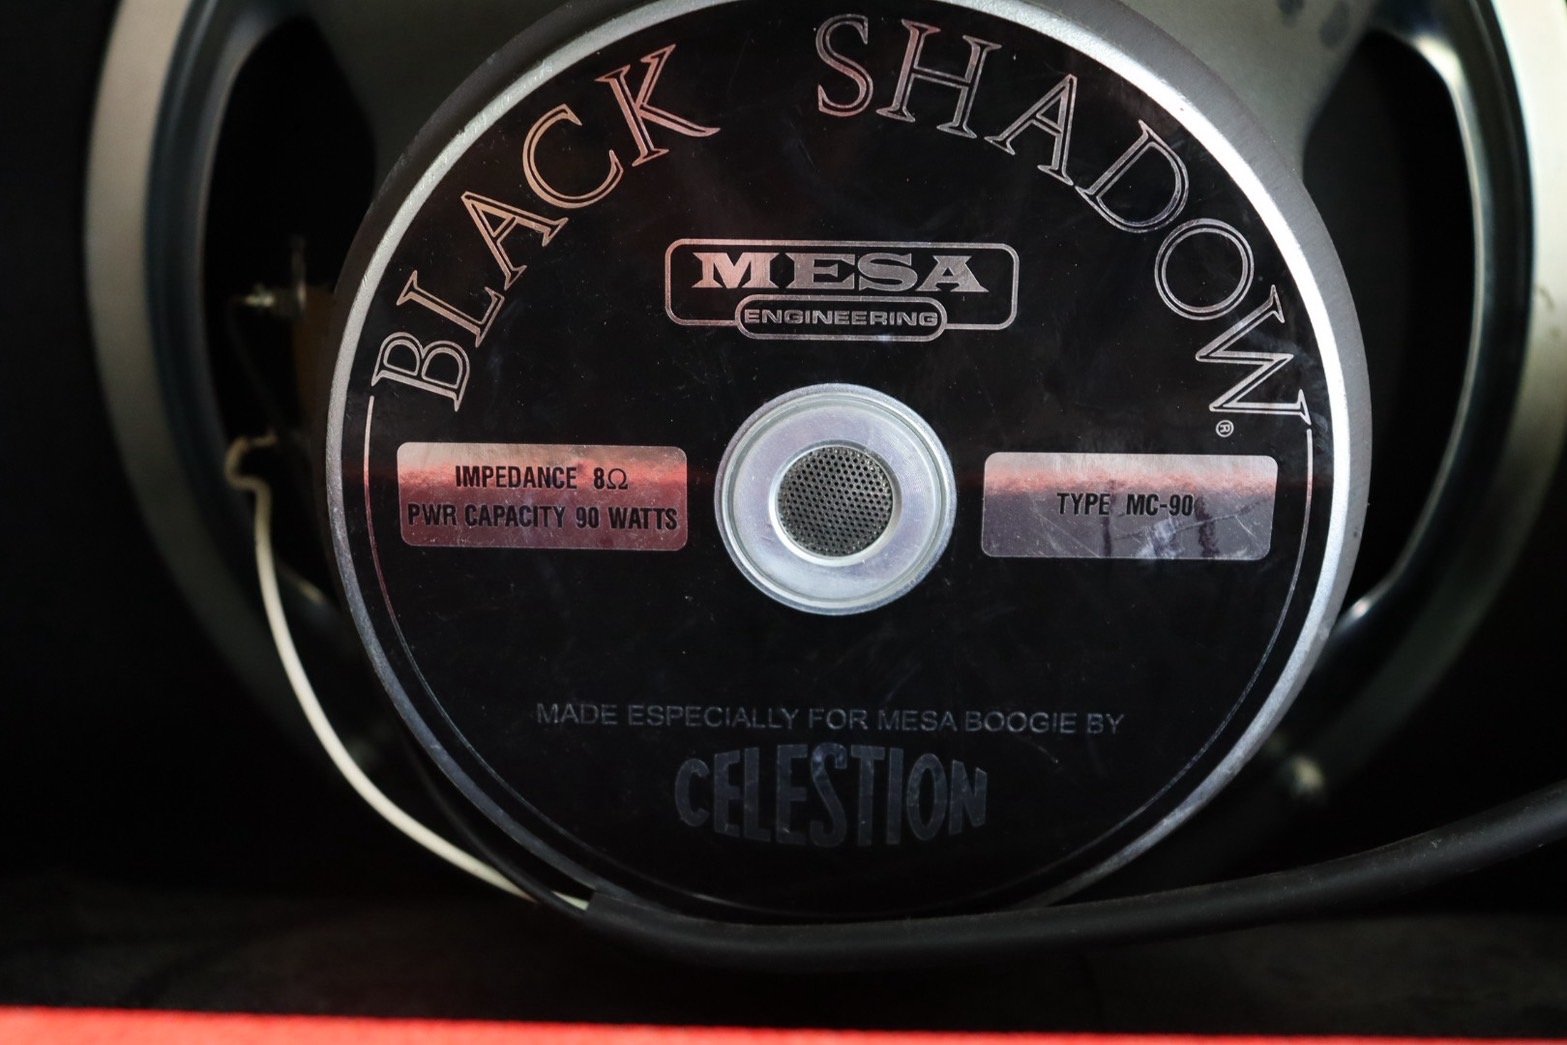 BLACK SHADOW®
MESA
ENGINEERING
IMPEDANCE 8Ω
PWR CAPACITY 90 WATTS
TYPE MC-90
MADE ESPECIALLY FOR MESA BOOGIE BY
CELESTION